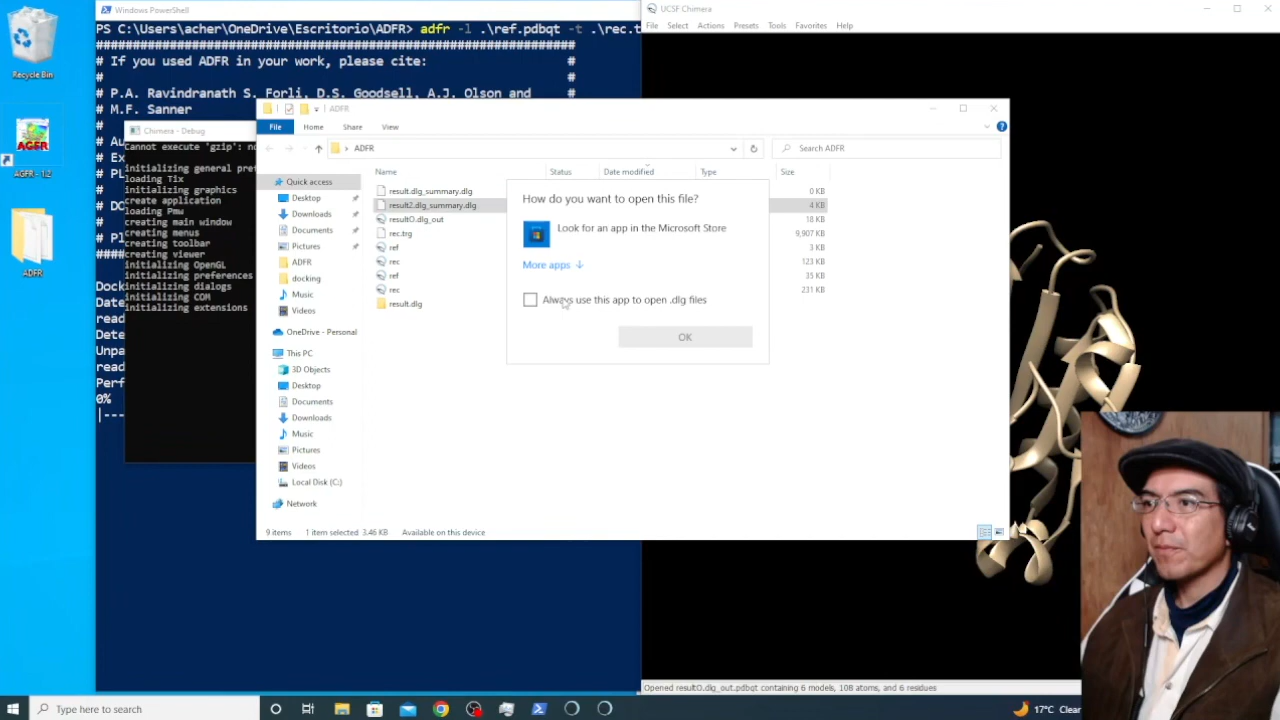 Recycle Bin
AGFR
AGFR - 1.2
ADFR
Windows PowerShell
PS C:\Users\acher\OneDrive\Escritorio\ADFR> adfr -l .\ref.pdbqt -t .\rec.t
#################################################################
# If you used ADFR in your work, please cite: #
# #
# P.A. Ravindranath S. Forli, D.S. Goodsell, A.J. Olson and #
# M.F. Sanner
#
# Au
# Ex
# PL
#
# DO
#
# Pl
####
Dock
Date
read
Dete
Unpa
read
Perf
0%
|---
Chimera - Debug
Cannot execute 'gzip': no
initializing general pref
loading Tix
initializing graphics
create application
loading Pmw
creating main window
creating menus
creating toolbar
creating viewer
initializing OpenGL
initializing preferences
initializing dialogs
initializing COM
initializing extensions
UCSF Chimera
File Select Actions Presets Tools Favorites Help
ADFR
File Home Share View
ADFR
Search ADFR
Name Status Date modified Type Size
Quick access
Desktop
Downloads
Documents
Pictures
ADFR
docking
Music
Videos
OneDrive - Personal
This PC
3D Objects
Desktop
Documents
Downloads
Music
Pictures
Videos
Local Disk (C:)
Network
result.dlg_summary.dlg 0 KB
result2.dlg_summary.dlg 4 KB
resultO.dlg_out 18 KB
rec.trg 9,907 KB
ref 3 KB
rec 123 KB
ref 35 KB
rec 231 KB
result.dlg
How do you want to open this file?
Look for an app in the Microsoft Store
More apps ↓
Always use this app to open .dlg files
OK
9 items 1 item selected 3.46 KB Available on this device
Opened resultO.dlg_out.pdbqt containing 6 models, 108 atoms, and 6 residues
Type here to search
17°C Clear